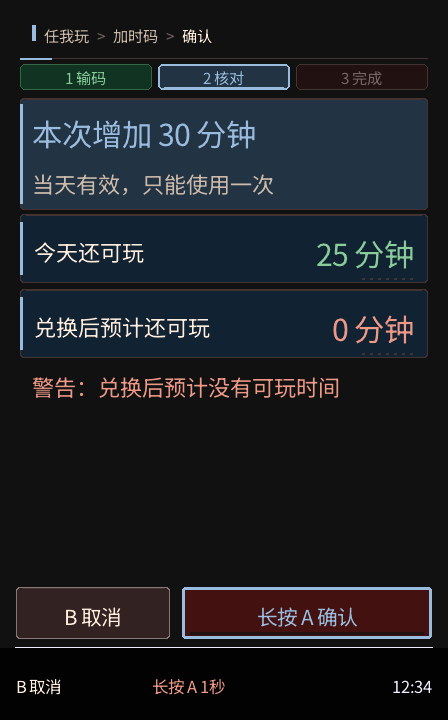 任我玩 > 加时码 > 确认
1 输码
2 核对
3 完成
本次增加 30 分钟
当天有效，只能使用一次
今天还可玩
25 分钟
兑换后预计还可玩
0 分钟
警告：兑换后预计没有可玩时间
B 取消
长按 A 确认
B 取消
长按 A 1秒
12:34